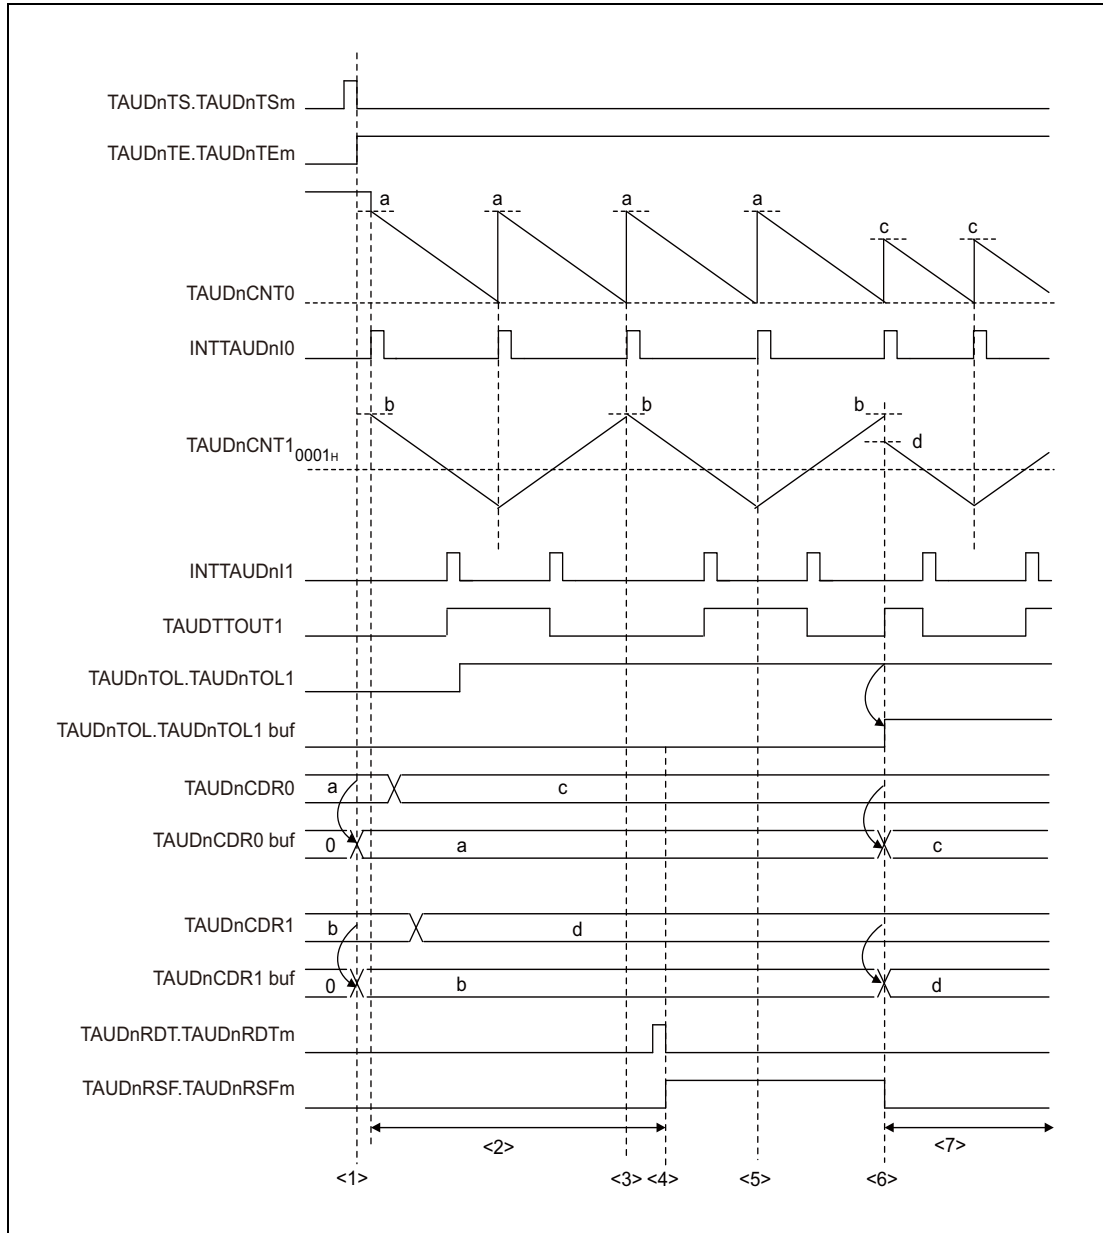 TAUDnTS.TAUDnTSm
TAUDnTE.TAUDnTEm
a a a a
c c
TAUDnCNT0
INTTAUDnI0
b b b
d
TAUDnCNT1
0001H
INTTAUDnI1
TAUDTTOUT1
TAUDnTOL.TAUDnTOL1
TAUDnTOL.TAUDnTOL1 buf
TAUDnCDR0 a c
TAUDnCDR0 buf 0 a c
TAUDnCDR1 b d
TAUDnCDR1 buf 0 b d
TAUDnRDT.TAUDnRDTm
TAUDnRSF.TAUDnRSFm
<2> <7>
<1> <3> <4> <5> <6>